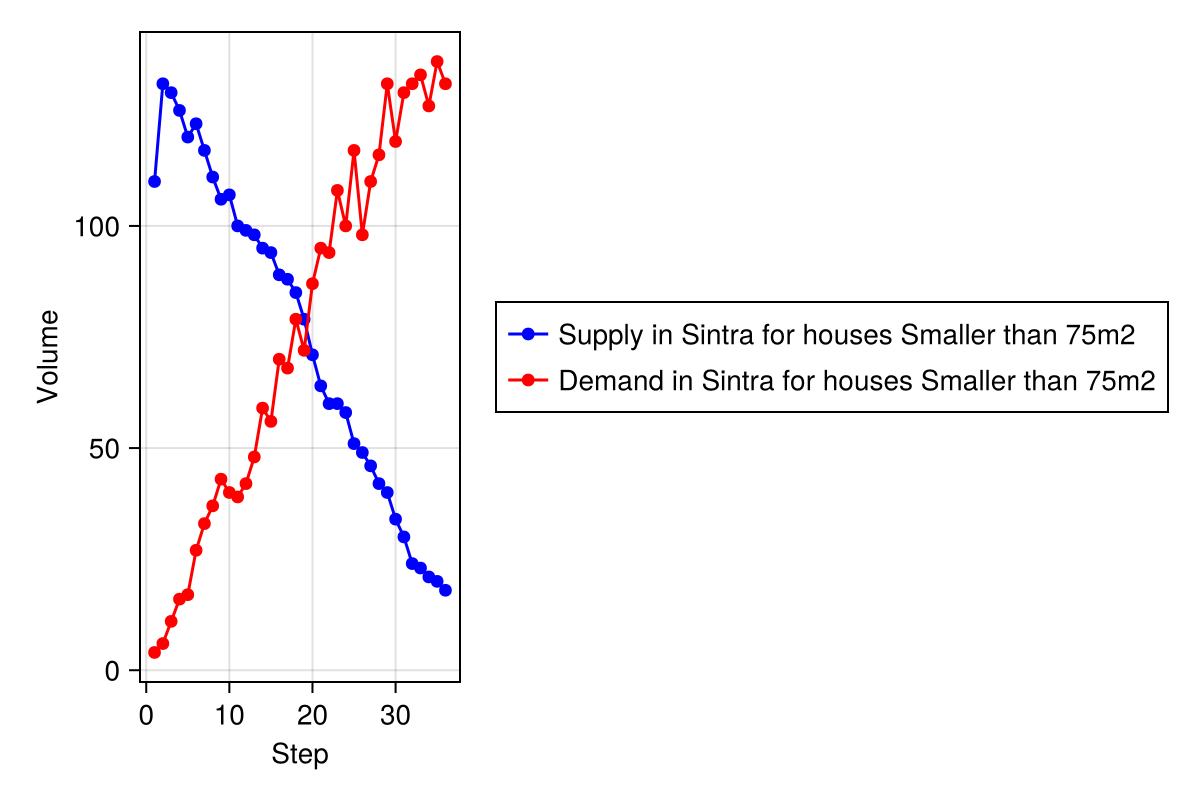 Volume
100
50
0
0 10 20 30
Step
Supply in Sintra for houses Smaller than 75m2
Demand in Sintra for houses Smaller than 75m2